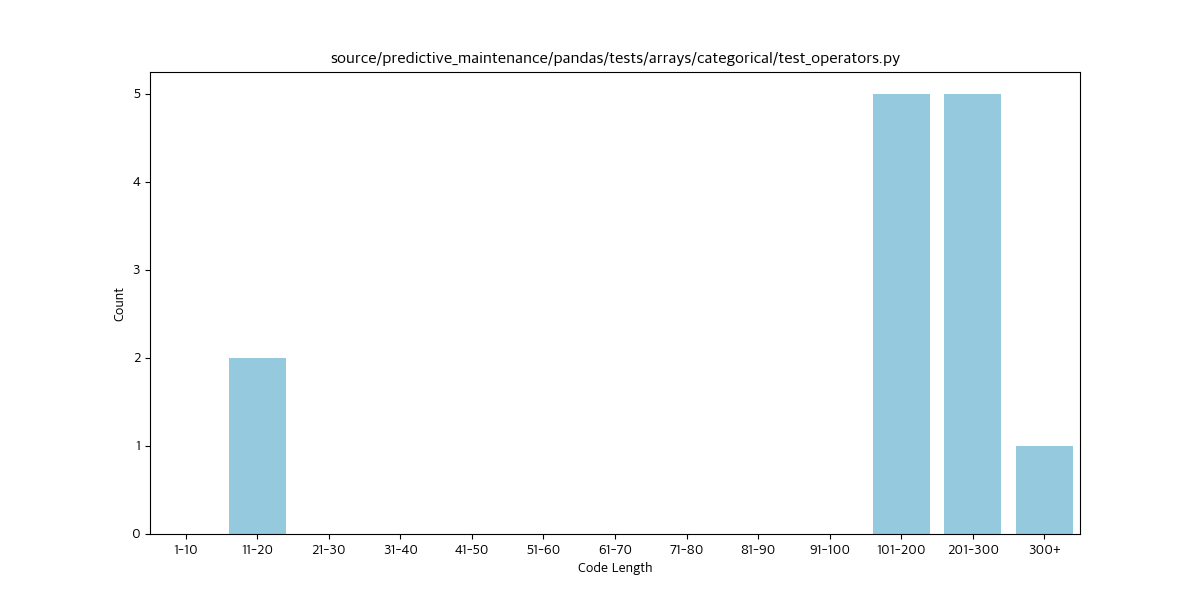 source/predictive_maintenance/pandas/tests/arrays/categorical/test_operators.py
5
4
3
2
1
0
Count
1-10 11-20 21-30 31-40 41-50 51-60 61-70 71-80 81-90 91-100 101-200 201-300 300+
Code Length